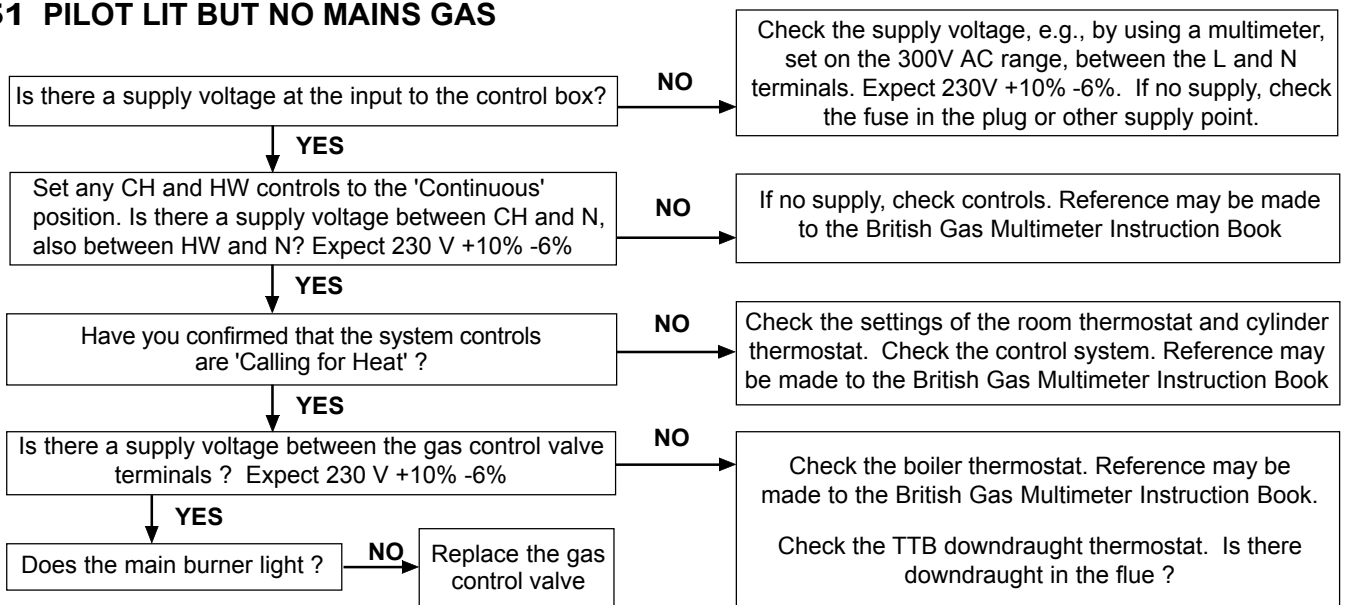 51 PILOT LIT BUT NO MAINS GAS
Is there a supply voltage at the input to the control box?
NO
Check the supply voltage, e.g., by using a multimeter,
set on the 300V AC range, between the L and N
terminals. Expect 230V +10% -6%. If no supply, check
the fuse in the plug or other supply point.
YES
Set any CH and HW controls to the 'Continuous'
position. Is there a supply voltage between CH and N,
also between HW and N? Expect 230 V +10% -6%
NO
If no supply, check controls. Reference may be made
to the British Gas Multimeter Instruction Book
YES
Have you confirmed that the system controls
are 'Calling for Heat' ?
NO
Check the settings of the room thermostat and cylinder
thermostat. Check the control system. Reference may
be made to the British Gas Multimeter Instruction Book
YES
Is there a supply voltage between the gas control valve
terminals ? Expect 230 V +10% -6%
NO
Check the boiler thermostat. Reference may be
made to the British Gas Multimeter Instruction Book.
Check the TTB downdraught thermostat. Is there
downdraught in the flue ?
YES
Does the main burner light ?
NO
Replace the gas
control valve